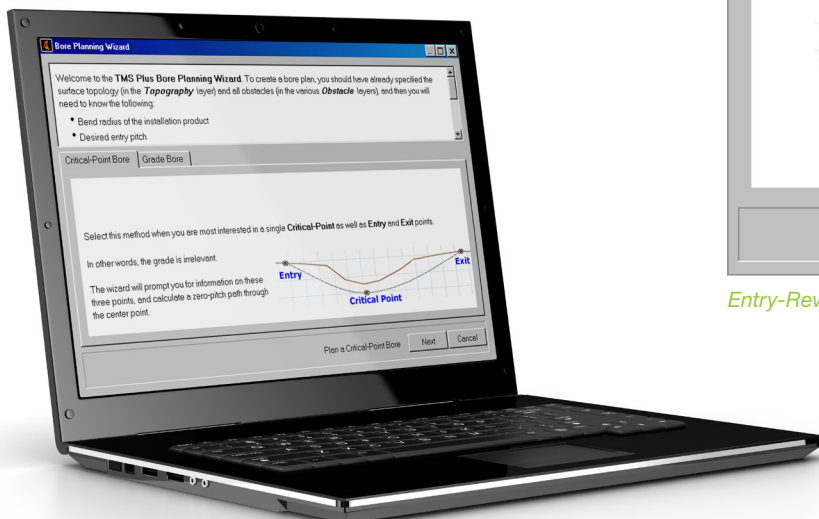 Bore Planning Wizard
Welcome to the TMS Plus Bore Planning Wizard. To create a bore plan, you should have already specified the
surface topology (in the Topography layer) and all obstacles (in the various Obstacle layers), and then you will
need to know the following:
• Bend radius of the installation product
• Desired entry pitch
Critical-Point Bore
Grade Bore
Select this method when you are most interested in a single Critical-Point as well as Entry and Exit points.
In other words, the grade is irrelevant.
The wizard will prompt you for information on these
three points, and calculate a zero-pitch path through
the center point.
Entry
Critical Point
Exit
Plan a Critical-Point Bore
Next
Cancel